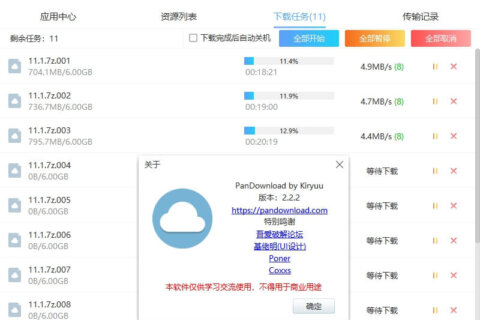 应用中心 资源列表 下载任务(11) 传输记录
剩余任务：11 下载完成后自动关机 全部开始 全部暂停 全部取消
11.1.7z.001 11.4%
704.1MB/6.00GB 00:18:21 4.9MB/s (8)
11.1.7z.002 11.9%
736.7MB/6.00GB 00:19:00 4.7MB/s (8)
11.1.7z.003 12.9%
795.7MB/6.00GB 00:20:19 4.4MB/s (8)
11.1.7z.004 等待下载
0B/6.00GB
11.1.7z.005 等待下载
0B/6.00GB
11.1.7z.006 等待下载
0B/6.00GB
11.1.7z.007 等待下载
0B/6.00GB
11.1.7z.008 等待下载
0B/6.00GB
关于
PanDownload by Kiryuu
版本：2.2.2
https://pandownload.com
特别鸣谢
吾爱破解论坛
基佬明(UI设计)
Poner
Coxxs
本软件仅供学习交流使用，不得用于商业用途
确定